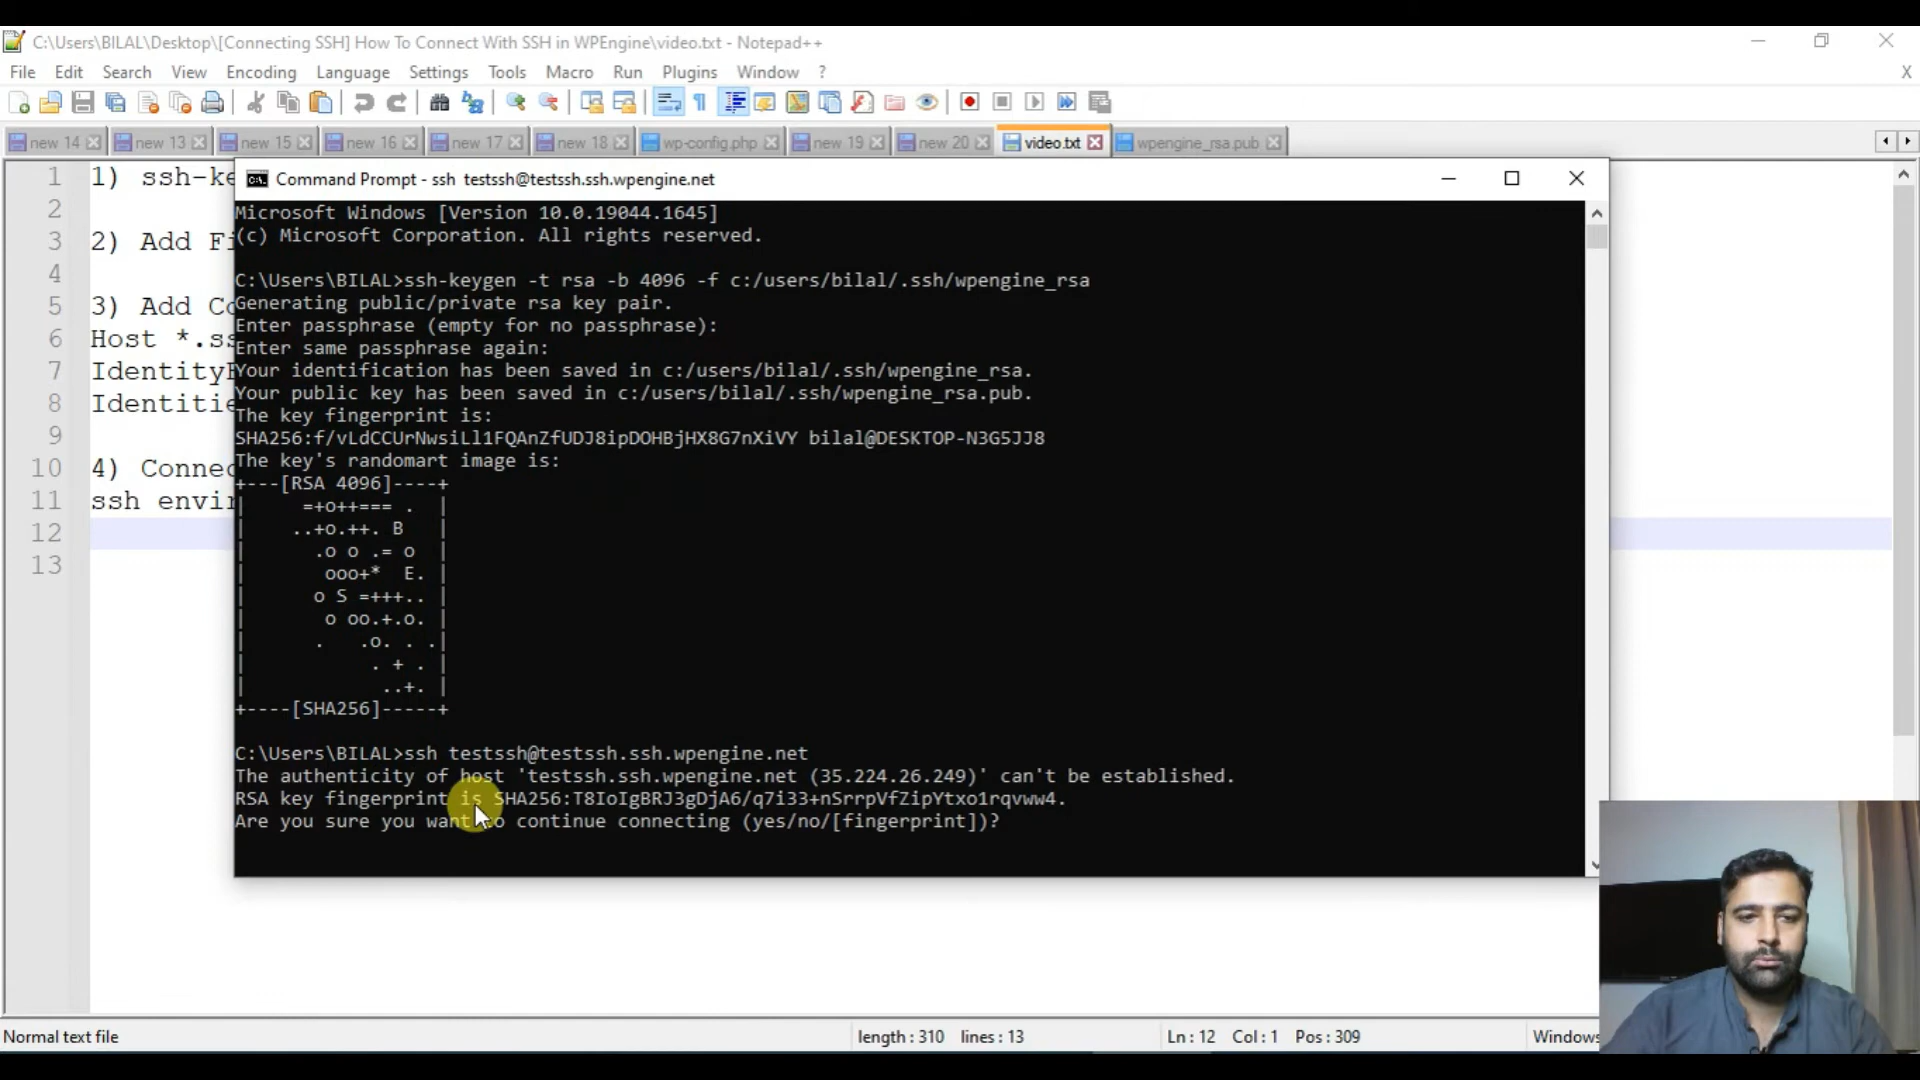 C:\Users\BILAL\Desktop\[Connecting SSH] How To Connect With SSH in WPEngine\video.txt - Notepad++
File Edit Search View Encoding Language Settings Tools Macro Run Plugins Window ? X
new 14 new 13 new 15 new 16 new 17 new 18 wp-config.php new 19 new 20 video.txt wpengine_rsa.pub
1 1) ssh-ke
2
3 2) Add Fi
4
5 3) Add Co
6 Host *.ss
7 Identity
8 Identitie
9
10 4) Connec
11 ssh envir
12
13
Command Prompt - ssh testssh@testssh.ssh.wpengine.net
Microsoft Windows [Version 10.0.19044.1645]
(c) Microsoft Corporation. All rights reserved.
C:\Users\BILAL>ssh-keygen -t rsa -b 4096 -f c:/users/bilal/.ssh/wpengine_rsa
Generating public/private rsa key pair.
Enter passphrase (empty for no passphrase):
Enter same passphrase again:
Your identification has been saved in c:/users/bilal/.ssh/wpengine_rsa.
Your public key has been saved in c:/users/bilal/.ssh/wpengine_rsa.pub.
The key fingerprint is:
SHA256:f/vLdCCUrNwsiLl1FQAnZfUDJ8ipDOHBjHX8G7nXiVY bilal@DESKTOP-N3G5JJ8
The key's randomart image is:
+---[RSA 4096]----+
|     =+o++=== .  |
|    ..+o.++. B   |
|      .o o .= o  |
|       ooo+*  E. |
|      o S =+++.. |
|       o oo.+.o. |
|      .   .o. . .|
|           . + . |
|            ..+. |
+----[SHA256]-----+
C:\Users\BILAL>ssh testssh@testssh.ssh.wpengine.net
The authenticity of host 'testssh.ssh.wpengine.net (35.224.26.249)' can't be established.
RSA key fingerprint is SHA256:T8IoIgBRJ3gDjA6/q7i33+nSrrpVfZipYtxo1rqvww4.
Are you sure you want to continue connecting (yes/no/[fingerprint])?
Normal text file length : 310 lines : 13 Ln : 12 Col : 1 Pos : 309 Windows